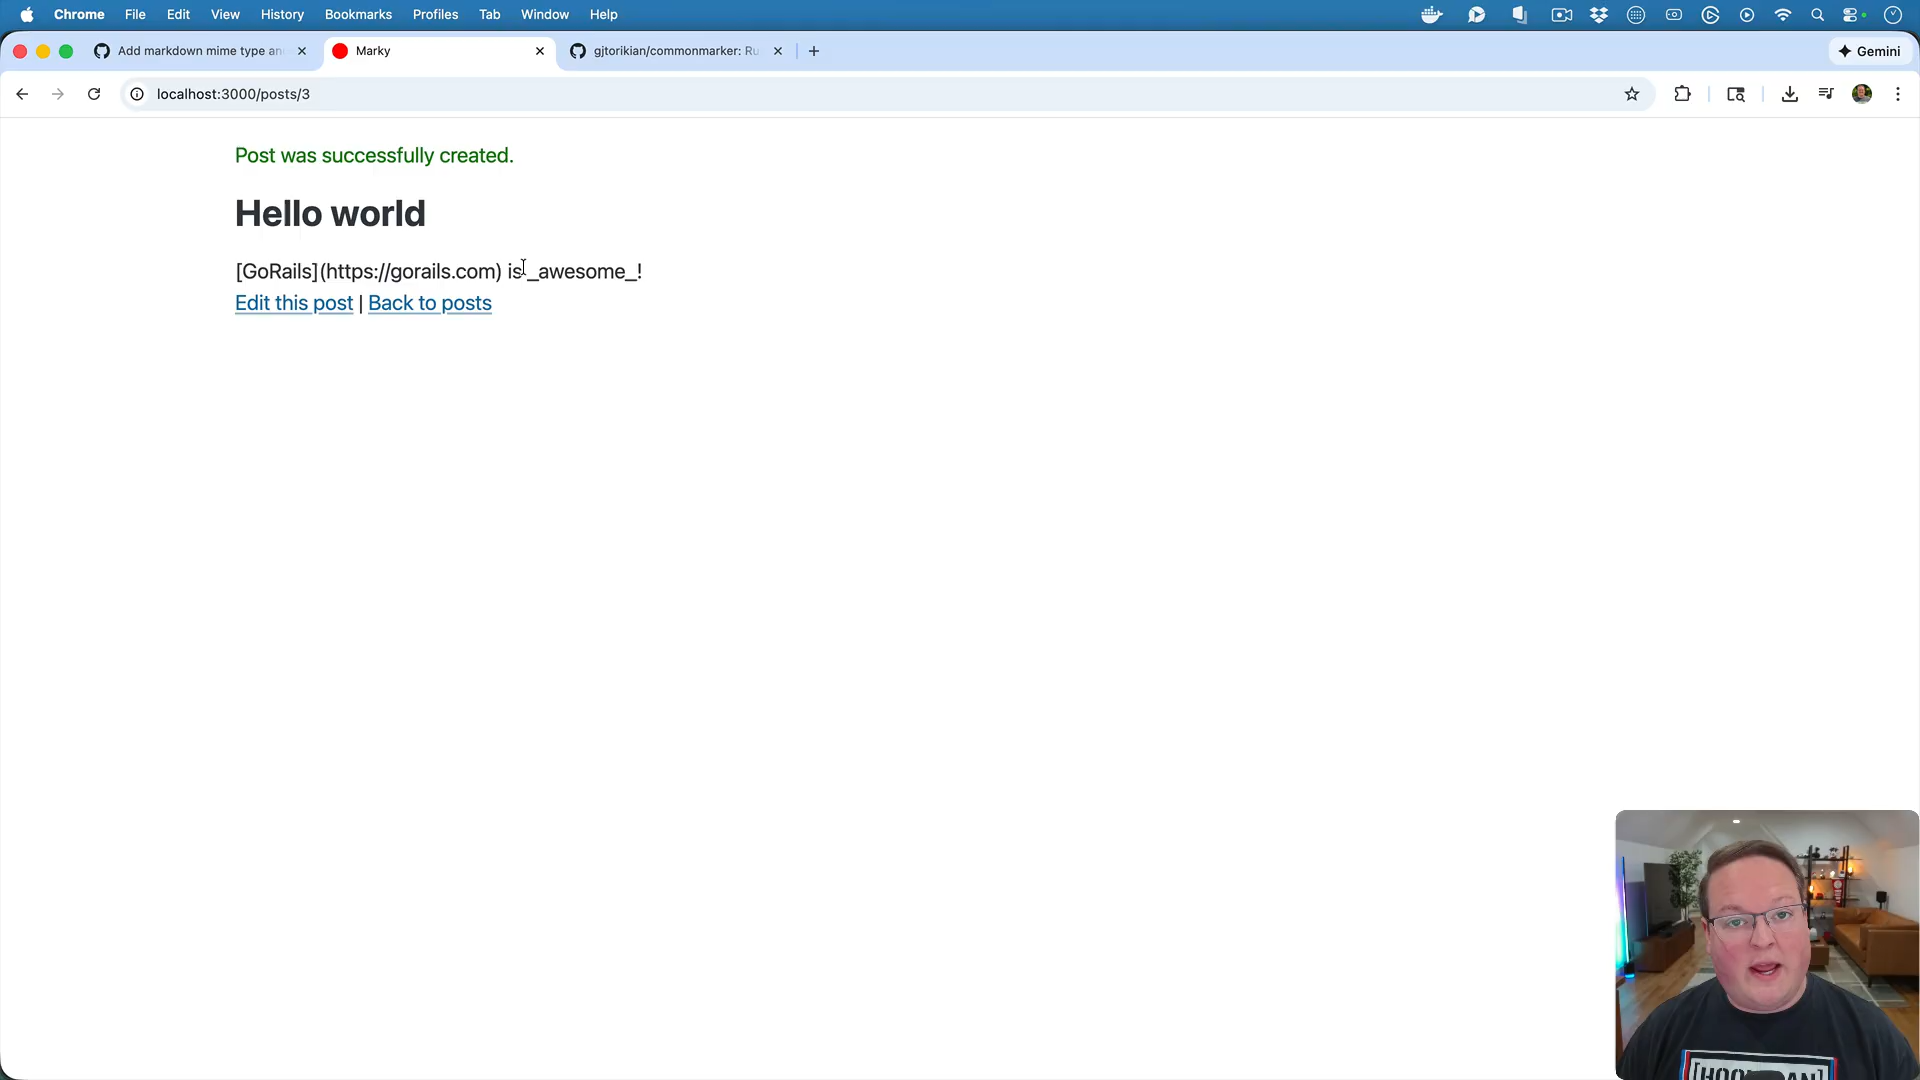 Chrome File Edit View History Bookmarks Profiles Tab Window Help
Add markdown mime type an
Marky
gjtorikian/commonmarker: Ru
Gemini
localhost:3000/posts/3
Post was successfully created.
Hello world
[GoRails](https://gorails.com) is _awesome_!
Edit this post | Back to posts